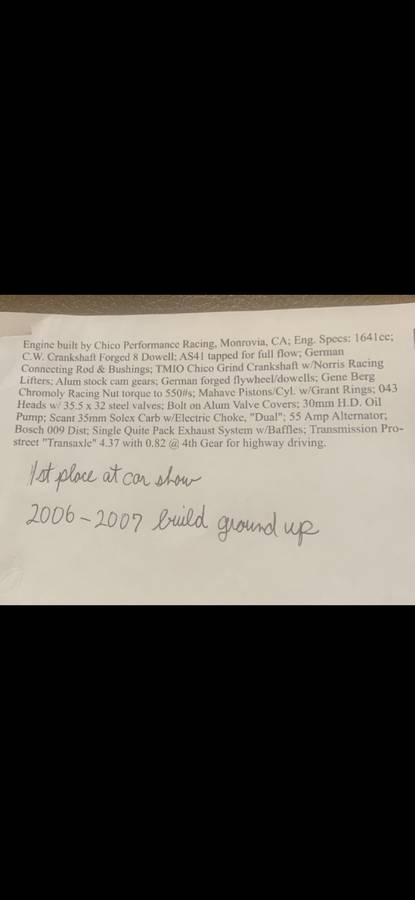 Engine built by Chico Performance Racing, Monrovia, CA; Eng. Specs: 1641cc;
C.W. Crankshaft Forged 8 Dowell; AS41 tapped for full flow; German
Connecting Rod & Bushings; TMIO Chico Grind Crankshaft w/Norris Racing
Lifters; Alum stock cam gears; German forged flywheel/dowells; Gene Berg
Chromoly Racing Nut torque to 550#s; Mahave Pistons/Cyl. w/Grant Rings; 043
Heads w/ 35.5 x 32 steel valves; Bolt on Alum Valve Covers; 30mm H.D. Oil
Pump; Scant 35mm Solex Carb w/Electric Choke, "Dual"; 55 Amp Alternator;
Bosch 009 Dist; Single Quite Pack Exhaust System w/Baffles; Transmission Pro-
street "Transaxle" 4.37 with 0.82 @ 4th Gear for highway driving.
1st place at car show
2006-2007 build ground up